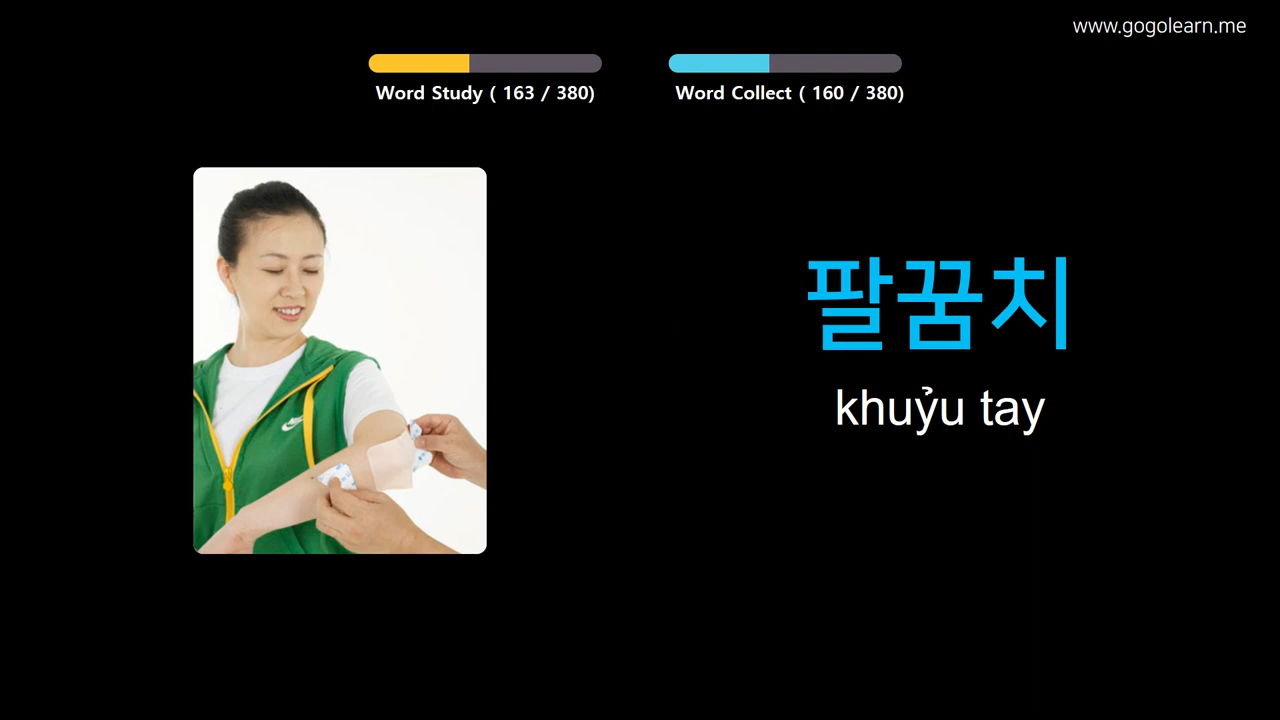 www.gogolearn.me
Word Study ( 163 / 380)
Word Collect ( 160 / 380)
팔꿈치
khuỷu tay